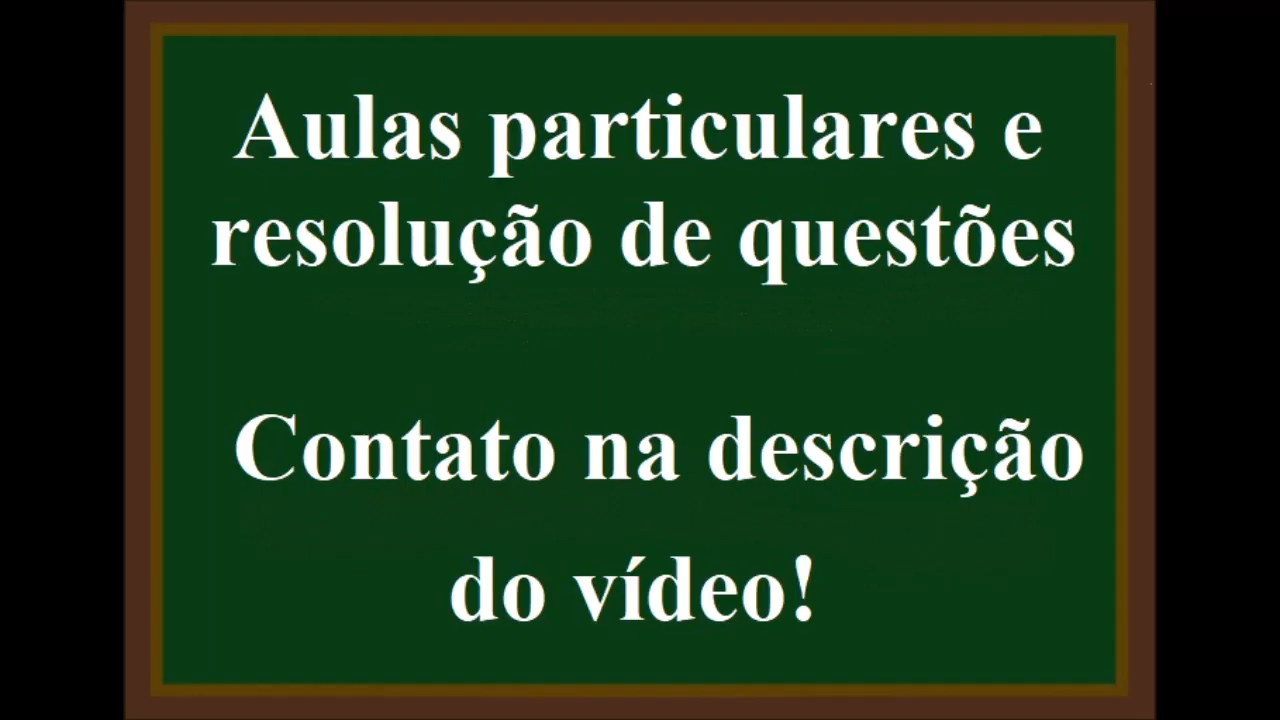 Aulas particulares e
resolução de questões
Contato na descrição
do vídeo!